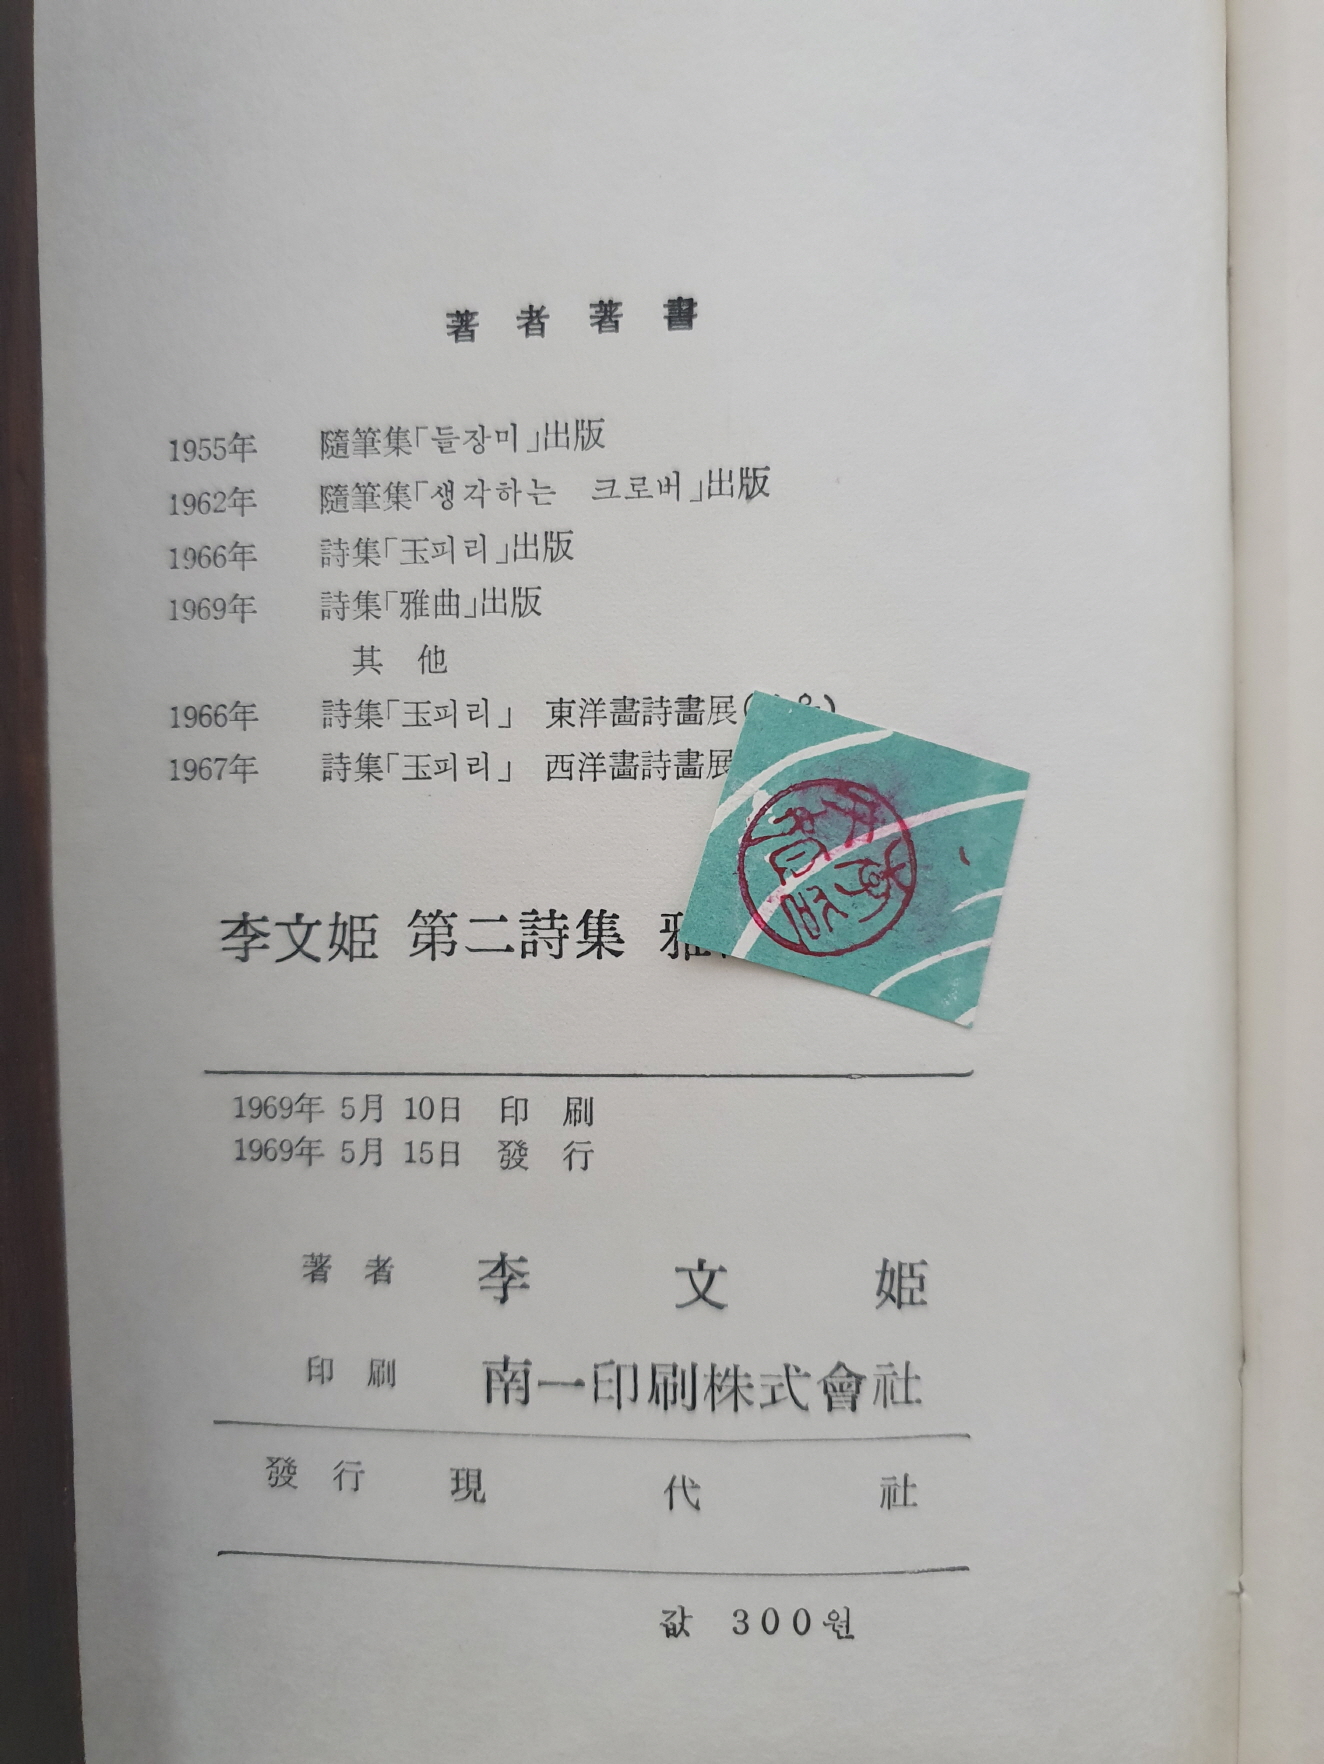 著者著書
1955年 隨筆集「들장미」出版
1962年 隨筆集「생각하는 크로버」出版
1966年 詩集「玉피리」出版
1969年 詩集「雅曲」出版
其他
1966年 詩集「玉피리」 東洋畵詩畵展
1967年 詩集「玉피리」 西洋畵詩畵展
李文姬 第二詩集 雅
1969年 5月 10日 印刷
1969年 5月 15日 發行
著者 李文姬
印刷 南一印刷株式會社
發行 現代社
값 300원